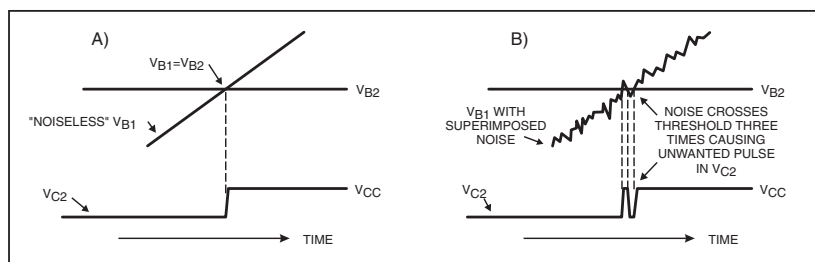 A)
VB1=VB2
VB2
"NOISELESS" VB1
VC2
VCC
TIME
B)
VB2
VB1 WITH
SUPERIMPOSED
NOISE
NOISE CROSSES
THRESHOLD THREE
TIMES CAUSING
UNWANTED PULSE
IN VC2
VC2
VCC
TIME